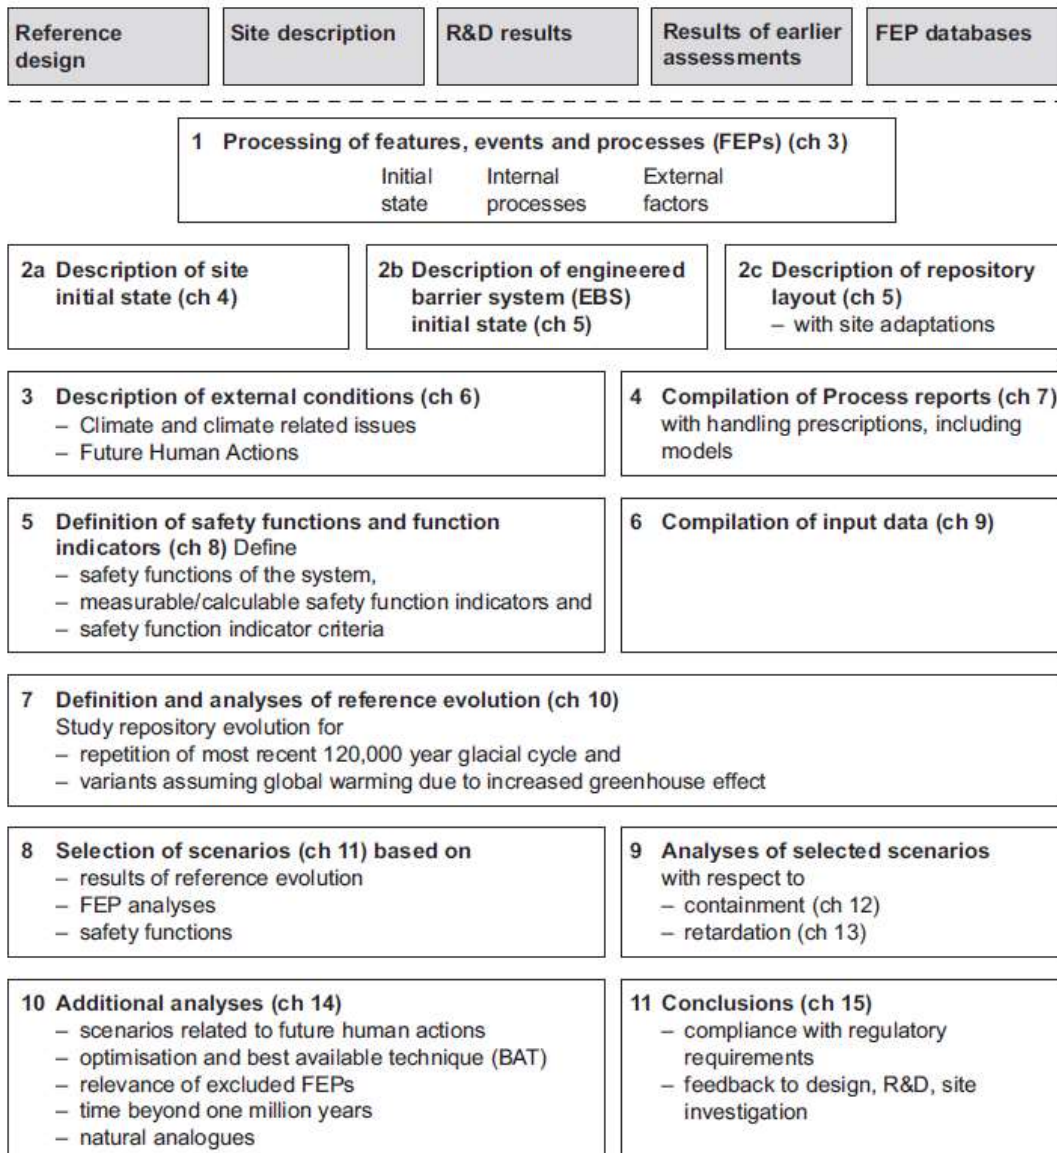 Reference
design
Site description
R&D results
Results of earlier
assessments
FEP databases
1 Processing of features, events and processes (FEPs) (ch 3)
Initial
state
Internal
processes
External
factors
2a Description of site
initial state (ch 4)
2b Description of engineered
barrier system (EBS)
initial state (ch 5)
2c Description of repository
layout (ch 5)
– with site adaptations
3 Description of external conditions (ch 6)
– Climate and climate related issues
– Future Human Actions
4 Compilation of Process reports (ch 7)
with handling prescriptions, including
models
5 Definition of safety functions and function
indicators (ch 8) Define
– safety functions of the system,
– measurable/calculable safety function indicators and
– safety function indicator criteria
6 Compilation of input data (ch 9)
7 Definition and analyses of reference evolution (ch 10)
Study repository evolution for
– repetition of most recent 120,000 year glacial cycle and
– variants assuming global warming due to increased greenhouse effect
8 Selection of scenarios (ch 11) based on
– results of reference evolution
– FEP analyses
– safety functions
9 Analyses of selected scenarios
with respect to
– containment (ch 12)
– retardation (ch 13)
10 Additional analyses (ch 14)
– scenarios related to future human actions
– optimisation and best available technique (BAT)
– relevance of excluded FEPs
– time beyond one million years
– natural analogues
11 Conclusions (ch 15)
– compliance with regulatory
requirements
– feedback to design, R&D, site
investigation